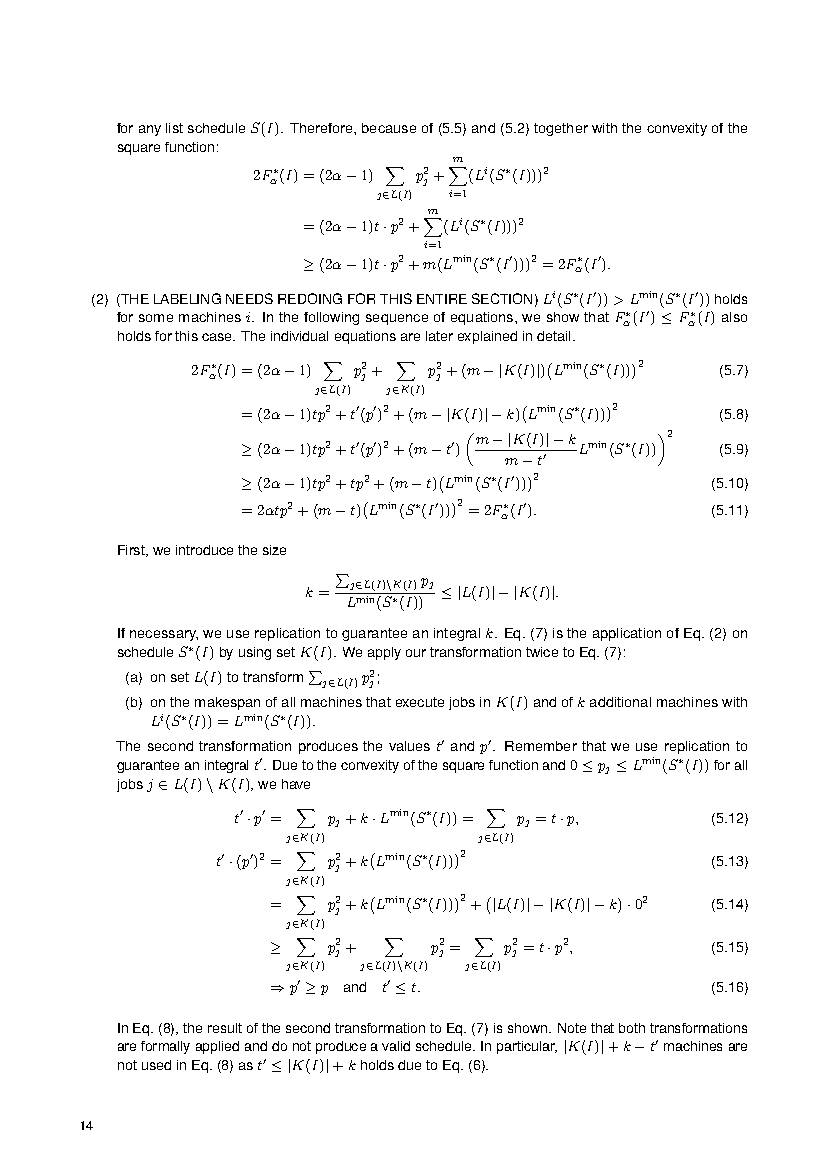 for any list schedule S(I). Therefore, because of (5.5) and (5.2) together with the convexity of the
square function:
2F*_α(I) = (2α − 1) ∑_{j∈L(I)} p_j^2 + ∑_{i=1}^{m} (L^i(S*(I)))^2
= (2α − 1)t · p^2 + ∑_{i=1}^{m} (L^i(S*(I)))^2
≥ (2α − 1)t · p^2 + m(L^min(S*(I′)))^2 = 2F*_α(I′).
(2) (THE LABELING NEEDS REDOING FOR THIS ENTIRE SECTION) L^i(S*(I′)) > L^min(S*(I′)) holds
for some machines i. In the following sequence of equations, we show that F*_α(I′) ≤ F*_α(I) also
holds for this case. The individual equations are later explained in detail.
2F*_α(I) = (2α − 1) ∑_{j∈L(I)} p_j^2 + ∑_{j∈K(I)} p_j^2 + (m − |K(I)|)(L^min(S*(I)))^2 (5.7)
= (2α − 1)tp^2 + t′(p′)^2 + (m − |K(I)| − k)(L^min(S*(I)))^2 (5.8)
≥ (2α − 1)tp^2 + t′(p′)^2 + (m − t′) ( (m − |K(I)| − k)/(m − t′) L^min(S*(I)) )^2 (5.9)
≥ (2α − 1)tp^2 + tp^2 + (m − t)(L^min(S*(I′)))^2 (5.10)
= 2αtp^2 + (m − t)(L^min(S*(I′)))^2 = 2F*_α(I′). (5.11)
First, we introduce the size
k = ∑_{j∈L(I)\K(I)} p_j / L^min(S*(I)) ≤ |L(I)| − |K(I)|.
If necessary, we use replication to guarantee an integral k. Eq. (7) is the application of Eq. (2) on
schedule S*(I) by using set K(I). We apply our transformation twice to Eq. (7):
(a) on set L(I) to transform ∑_{j∈L(I)} p_j^2;
(b) on the makespan of all machines that execute jobs in K(I) and of k additional machines with
L^i(S*(I)) = L^min(S*(I)).
The second transformation produces the values t′ and p′. Remember that we use replication to
guarantee an integral t′. Due to the convexity of the square function and 0 ≤ p_j ≤ L^min(S*(I)) for all
jobs j ∈ L(I) \ K(I), we have
t′ · p′ = ∑_{j∈K(I)} p_j + k · L^min(S*(I)) = ∑_{j∈L(I)} p_j = t · p, (5.12)
t′ · (p′)^2 = ∑_{j∈K(I)} p_j^2 + k(L^min(S*(I)))^2 (5.13)
= ∑_{j∈K(I)} p_j^2 + k(L^min(S*(I)))^2 + (|L(I)| − |K(I)| − k) · 0^2 (5.14)
≥ ∑_{j∈K(I)} p_j^2 + ∑_{j∈L(I)\K(I)} p_j^2 = ∑_{j∈L(I)} p_j^2 = t · p^2, (5.15)
⇒ p′ ≥ p and t′ ≤ t. (5.16)
In Eq. (8), the result of the second transformation to Eq. (7) is shown. Note that both transformations
are formally applied and do not produce a valid schedule. In particular, |K(I)| + k − t′ machines are
not used in Eq. (8) as t′ ≤ |K(I)| + k holds due to Eq. (6).
14